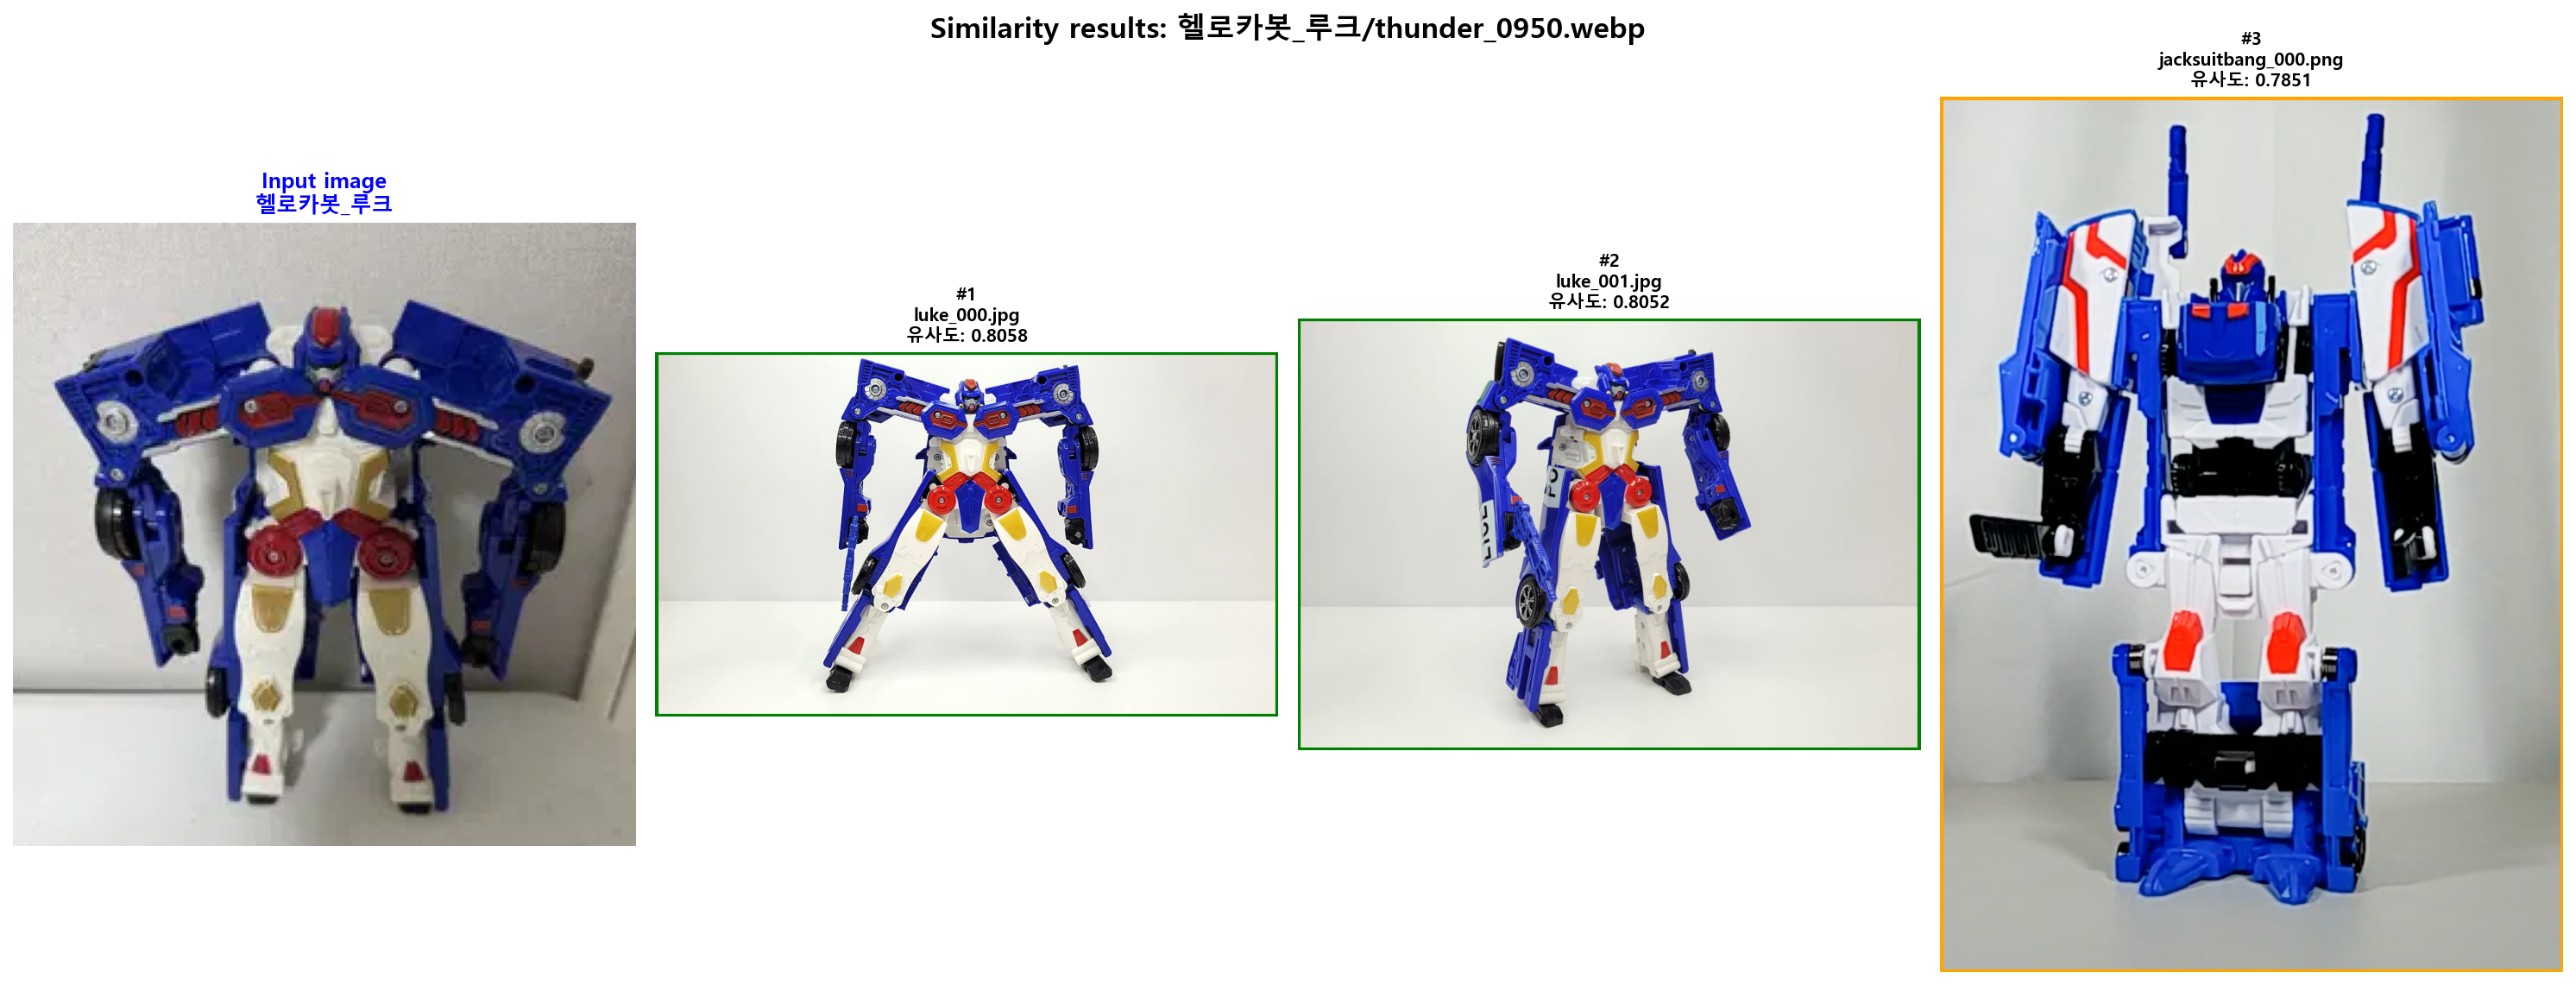 Similarity results: 헬로카봇_루크/thunder_0950.webp
Input image
헬로카봇_루크
#1
luke_000.jpg
유사도: 0.8058
#2
luke_001.jpg
유사도: 0.8052
#3
jacksuitbang_000.png
유사도: 0.7851